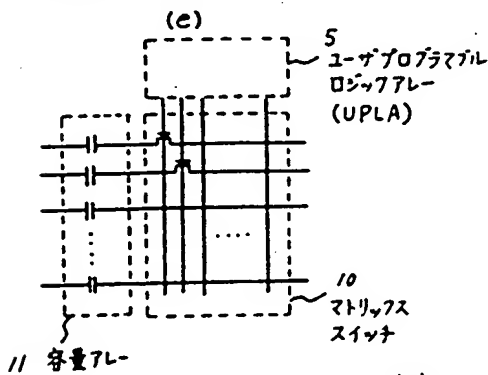 (e)
5
ユーザプログラマブル
ロジックアレー
(UPLA)
10
マトリックス
スイッチ
11 容量アレー